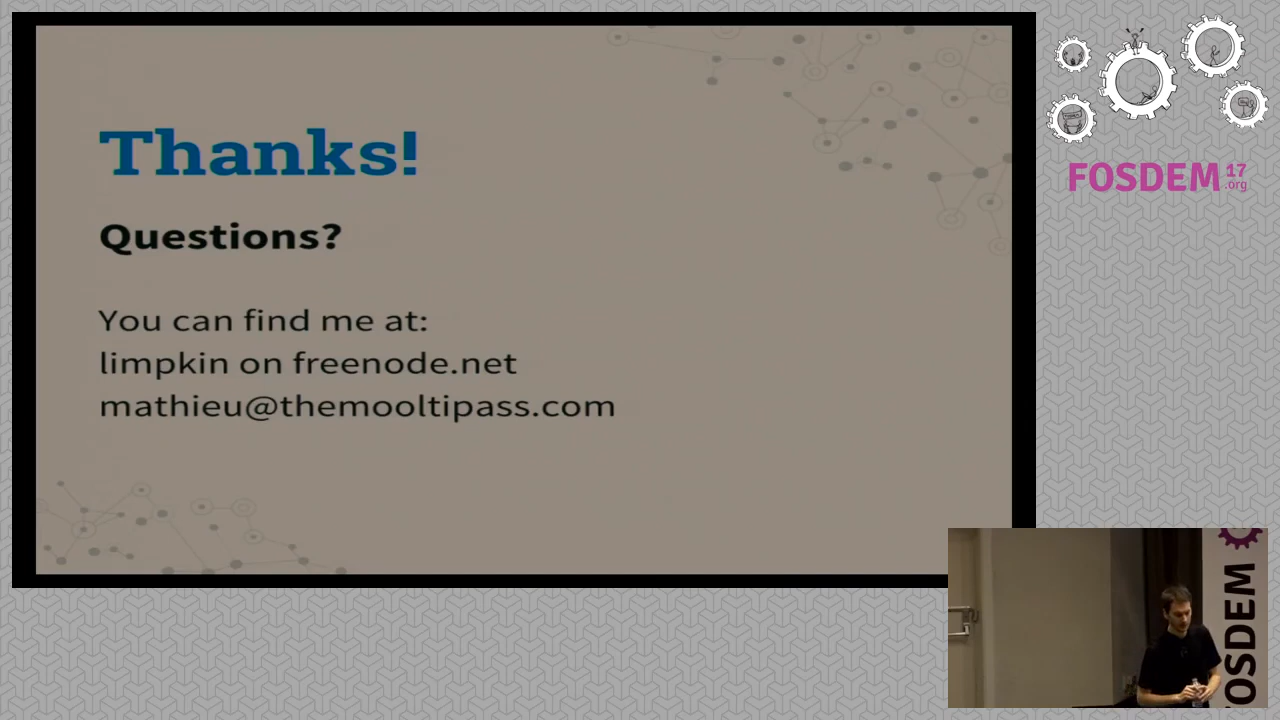 Thanks!
Questions?
You can find me at:
limpkin on freenode.net
mathieu@themooltipass.com
FOSDEM 17
.org
FOSDEM